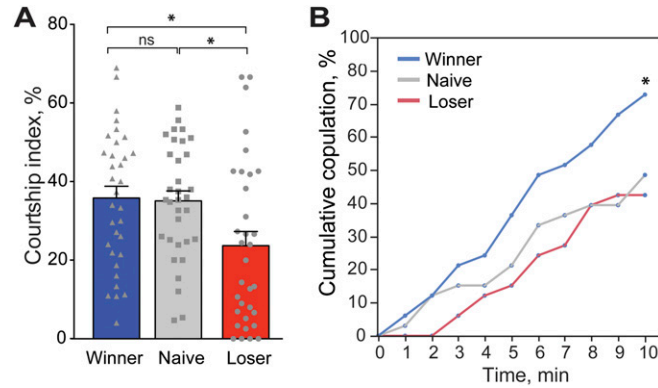 A
Courtship index, %
80
60
40
20
0
*
ns
*
Winner
Naive
Loser
B
Cumulative copulation, %
100
90
80
70
60
50
40
30
20
10
0
Winner
Naive
Loser
*
0 1 2 3 4 5 6 7 8 9 10
Time, min